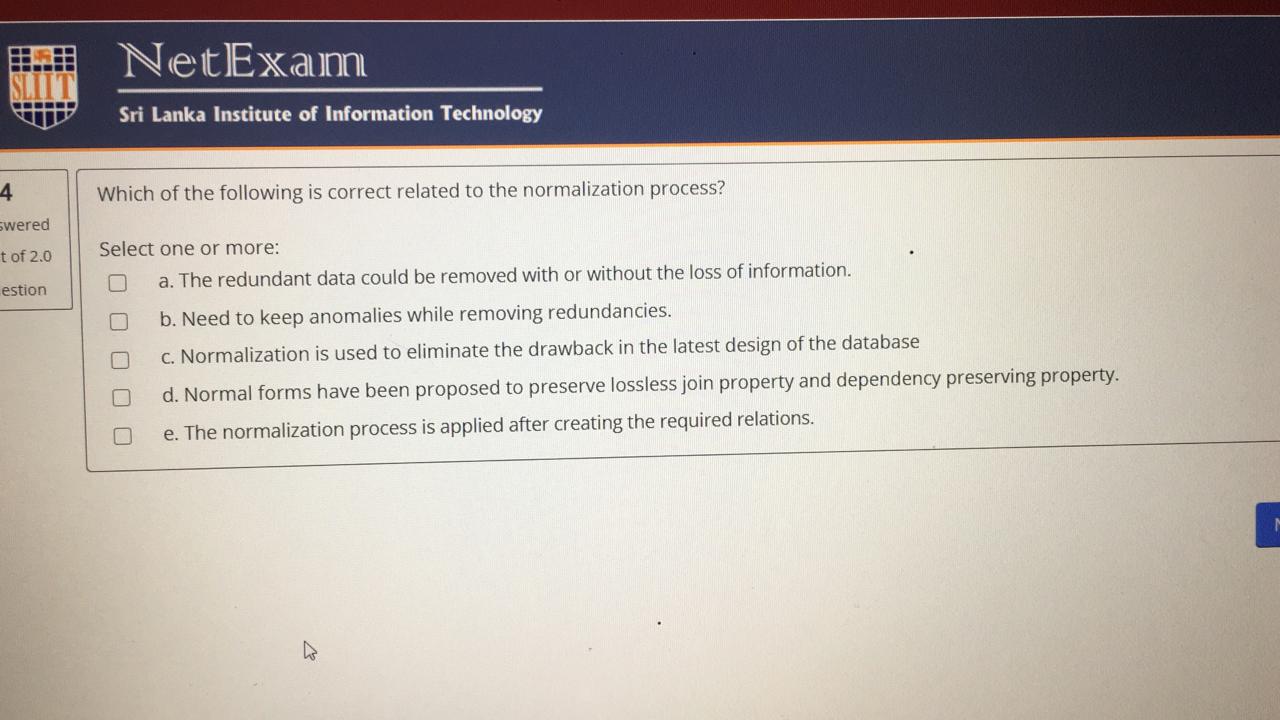 SLIIT
NetExam
Sri Lanka Institute of Information Technology
4
swered
t of 2.0
estion
Which of the following is correct related to the normalization process?
Select one or more:
a. The redundant data could be removed with or without the loss of information.
b. Need to keep anomalies while removing redundancies.
c. Normalization is used to eliminate the drawback in the latest design of the database
d. Normal forms have been proposed to preserve lossless join property and dependency preserving property.
e. The normalization process is applied after creating the required relations.
N